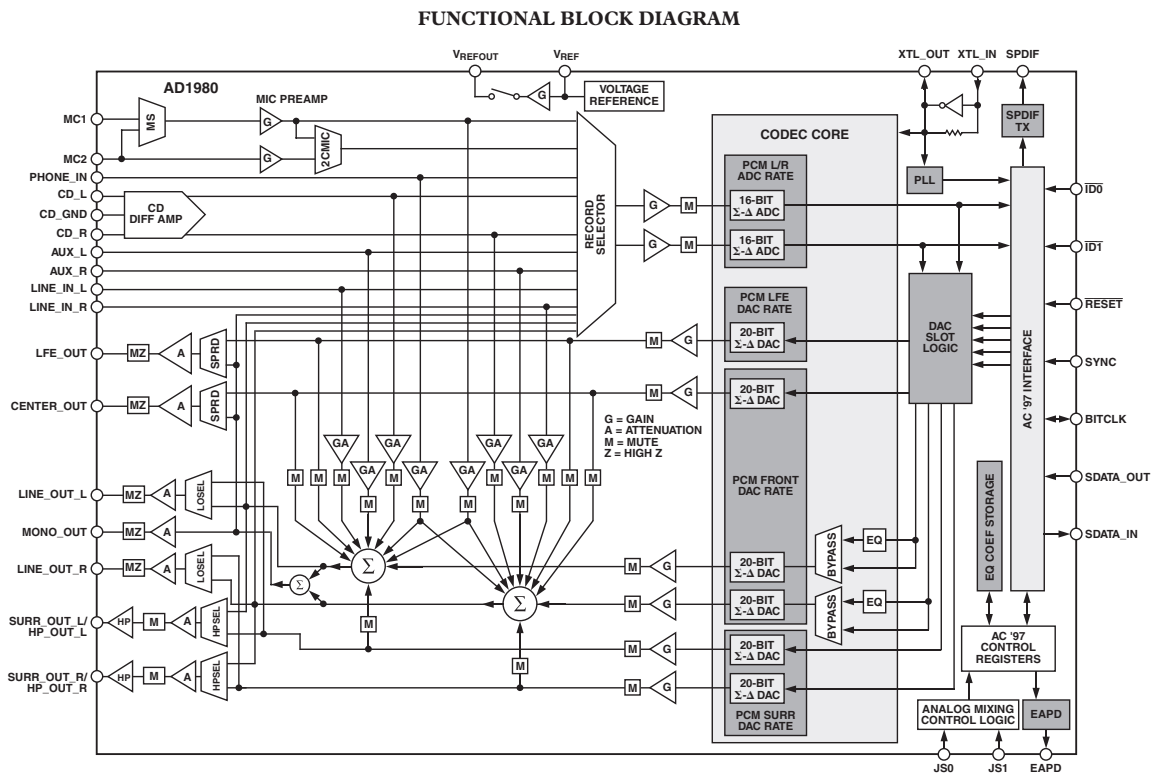 FUNCTIONAL BLOCK DIAGRAM
VREFOUT
VREF
XTL_OUT
XTL_IN
SPDIF
AD1980
MIC PREAMP
G
VOLTAGE
REFERENCE
MC1
MS
G
2CMIC
MC2
G
PHONE_IN
CD_L
CD_GND
CD
DIFF AMP
CD_R
AUX_L
AUX_R
LINE_IN_L
LINE_IN_R
RECORD
SELECTOR
G
M
G
M
CODEC CORE
PCM L/R
ADC RATE
16-BIT
Σ-Δ ADC
16-BIT
Σ-Δ ADC
SPDIF
TX
PLL
ID0
ID1
RESET
SYNC
BITCLK
SDATA_OUT
SDATA_IN
AC '97 INTERFACE
DAC
SLOT
LOGIC
PCM LFE
DAC RATE
20-BIT
Σ-Δ DAC
M
G
LFE_OUT
MZ
A
SPRD
CENTER_OUT
MZ
A
SPRD
M
G
20-BIT
Σ-Δ DAC
G = GAIN
A = ATTENUATION
M = MUTE
Z = HIGH Z
GA
GA
GA
GA
GA
GA
GA
GA
M
M
M
M
M
M
M
M
M
M
M
M
PCM FRONT
DAC RATE
EQ COEF STORAGE
LINE_OUT_L
MZ
A
LOSEL
MONO_OUT
A
LINE_OUT_R
MZ
A
LOSEL
Σ
Σ
Σ
M
G
20-BIT
Σ-Δ DAC
BYPASS
EQ
M
G
20-BIT
Σ-Δ DAC
BYPASS
EQ
SURR_OUT_L/
HP_OUT_L
HP
M
A
HPSEL
M
M
G
20-BIT
Σ-Δ DAC
SURR_OUT_R/
HP_OUT_R
HP
M
A
HPSEL
M
M
G
20-BIT
Σ-Δ DAC
PCM SURR
DAC RATE
AC '97
CONTROL
REGISTERS
ANALOG MIXING
CONTROL LOGIC
EAPD
JS0
JS1
EAPD